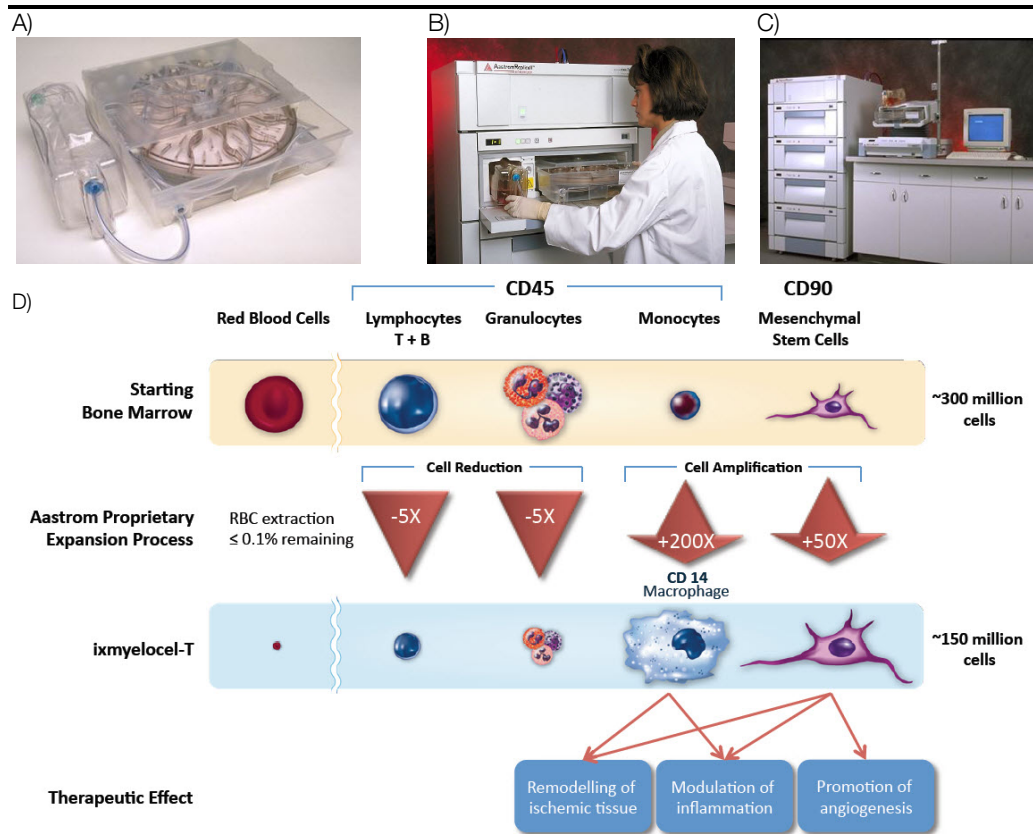 A)
B)
C)
AastromReplicell
D)
CD45
CD90
Red Blood Cells
Lymphocytes
T + B
Granulocytes
Monocytes
Mesenchymal
Stem Cells
Starting
Bone Marrow
~300 million
cells
Cell Reduction
Cell Amplification
Aastrom Proprietary
Expansion Process
RBC extraction
≤ 0.1% remaining
-5X
-5X
+200X
+50X
CD 14
Macrophage
ixmyelocel-T
~150 million
cells
Therapeutic Effect
Remodelling of
ischemic tissue
Modulation of
inflammation
Promotion of
angiogenesis